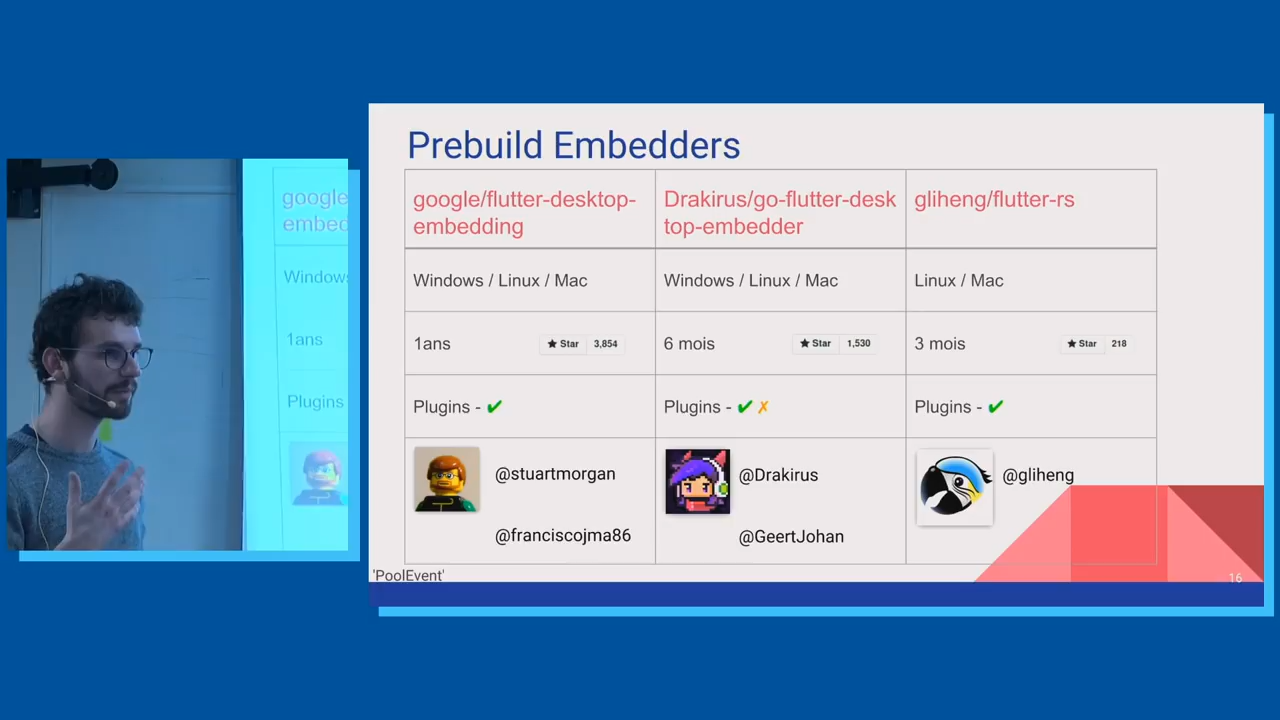 Prebuild Embedders
google/flutter-desktop-
embedding
Drakirus/go-flutter-desk
top-embedder
gliheng/flutter-rs
Windows / Linux / Mac
Windows / Linux / Mac
Linux / Mac
1ans
Star 3,854
6 mois
Star 1,530
3 mois
Star 218
Plugins - ✔
Plugins - ✔ ✗
Plugins - ✔
@stuartmorgan
@franciscojma86
@Drakirus
@GeertJohan
@gliheng
'PoolEvent'
16
google
embed
Windows
1ans
Plugins